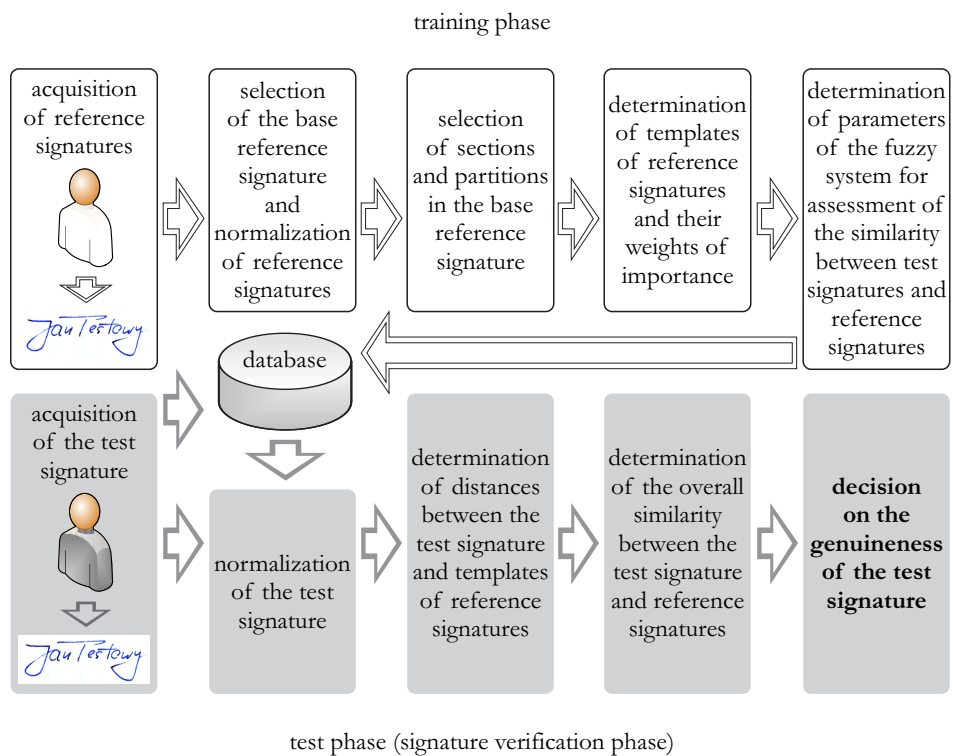 training phase
acquisition
of reference
signatures
Jan Testowy
selection
of the base
reference
signature
and
normalization
of reference
signatures
selection
of sections
and partitions
in the base
reference
signature
determination
of templates
of reference
signatures
and their
weights of
importance
determination
of parameters
of the fuzzy
system for
assessment of
the similarity
between test
signatures and
reference
signatures
database
acquisition
of the test
signature
Jan Testowy
normalization
of the test
signature
determination
of distances
between the
test signature
and templates
of reference
signatures
determination
of the overall
similarity
between the
test signature
and reference
signatures
decision
on the
genuineness
of the test
signature
test phase (signature verification phase)